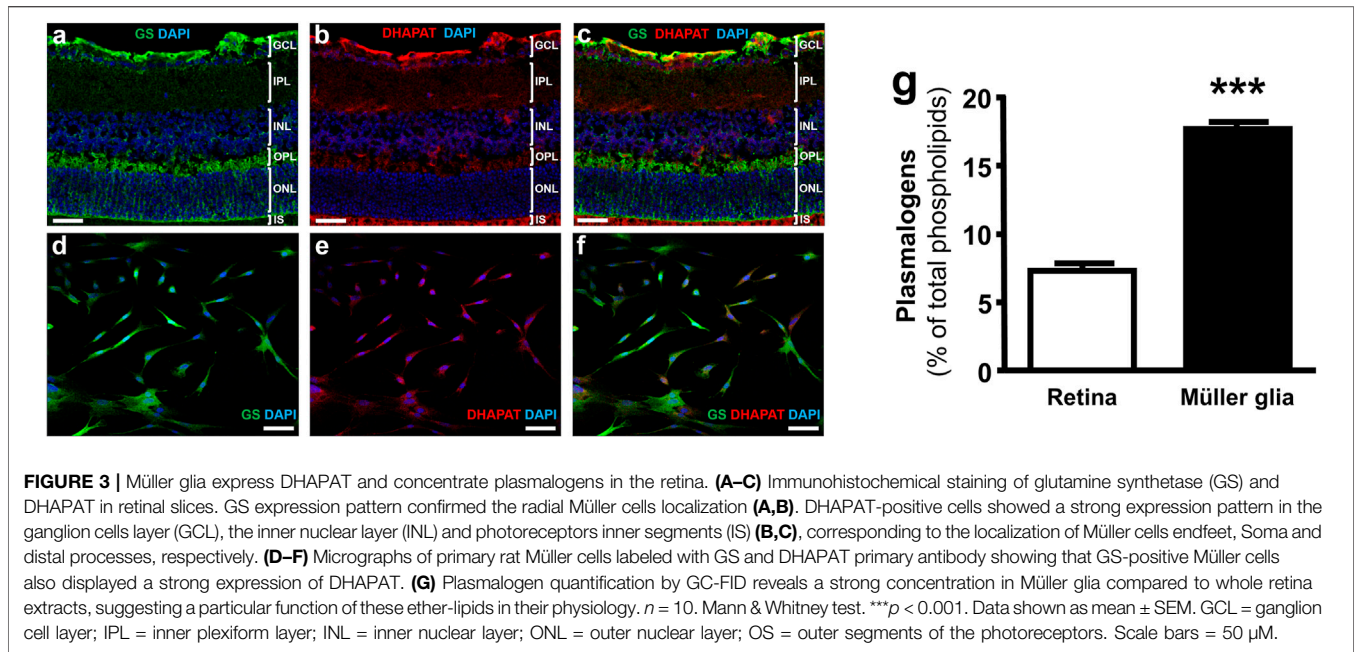 a
GS DAPI
GCL
IPL
INL
OPL
ONL
IS
b
DHAPAT DAPI
GCL
IPL
INL
OPL
ONL
IS
c
GS DHAPAT DAPI
GCL
IPL
INL
OPL
ONL
IS
d
GS DAPI
e
DHAPAT DAPI
f
GS DHAPAT DAPI
g
Plasmalogens
(% of total phospholipids)
20
15
10
5
0
***
Retina
Müller glia
FIGURE 3 | Müller glia express DHAPAT and concentrate plasmalogens in the retina. (A–C) Immunohistochemical staining of glutamine synthetase (GS) and
DHAPAT in retinal slices. GS expression pattern confirmed the radial Müller cells localization (A,B). DHAPAT-positive cells showed a strong expression pattern in the
ganglion cells layer (GCL), the inner nuclear layer (INL) and photoreceptors inner segments (IS) (B,C), corresponding to the localization of Müller cells endfeet, Soma and
distal processes, respectively. (D–F) Micrographs of primary rat Müller cells labeled with GS and DHAPAT primary antibody showing that GS-positive Müller cells
also displayed a strong expression of DHAPAT. (G) Plasmalogen quantification by GC-FID reveals a strong concentration in Müller glia compared to whole retina
extracts, suggesting a particular function of these ether-lipids in their physiology. n = 10. Mann & Whitney test. ***p < 0.001. Data shown as mean ± SEM. GCL = ganglion
cell layer; IPL = inner plexiform layer; INL = inner nuclear layer; ONL = outer nuclear layer; OS = outer segments of the photoreceptors. Scale bars = 50 µM.